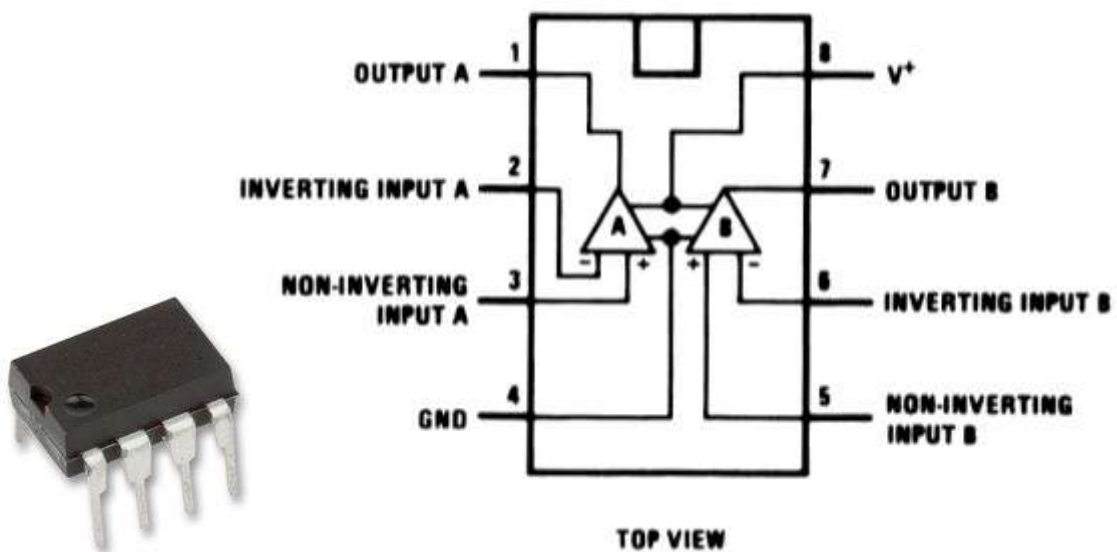 1
OUTPUT A
2
INVERTING INPUT A
3
NON-INVERTING
INPUT A
4
GND
8
V+
7
OUTPUT B
6
INVERTING INPUT B
5
NON-INVERTING
INPUT B
A
B
- + + -
TOP VIEW